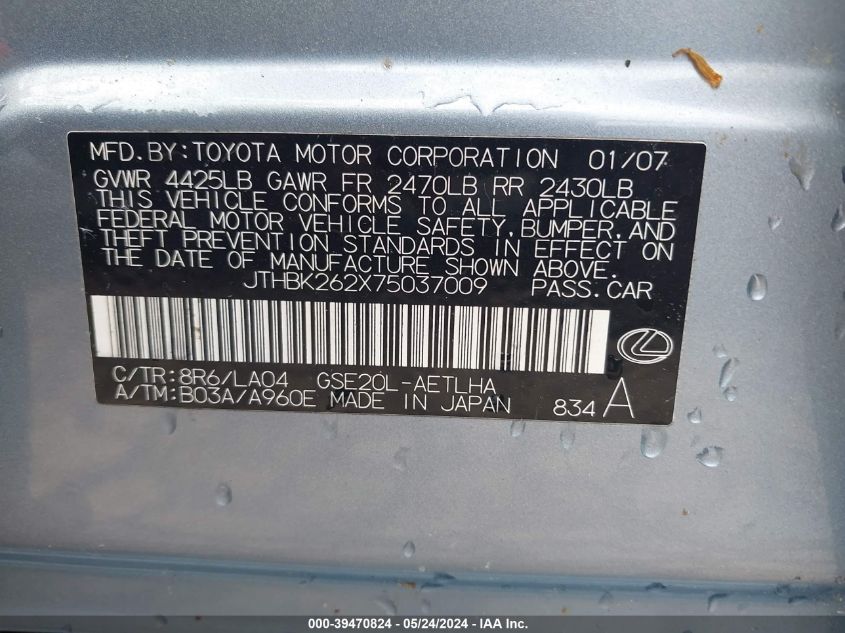 MFD. BY: TOYOTA MOTOR CORPORATION 01/07
GVWR 4425LB GAWR FR 2470LB RR 2430LB
THIS VEHICLE CONFORMS TO ALL APPLICABLE
FEDERAL MOTOR VEHICLE SAFETY, BUMPER, AND
THEFT PREVENTION STANDARDS IN EFFECT ON
THE DATE OF MANUFACTURE SHOWN ABOVE.
JTHBK262X75037009 PASS. CAR
C/TR: 8R6/LA04 GSE20L-AETLHA
A/TM: B03A/A960E MADE IN JAPAN 834 A
000-39470824 - 05/24/2024 - IAA Inc.